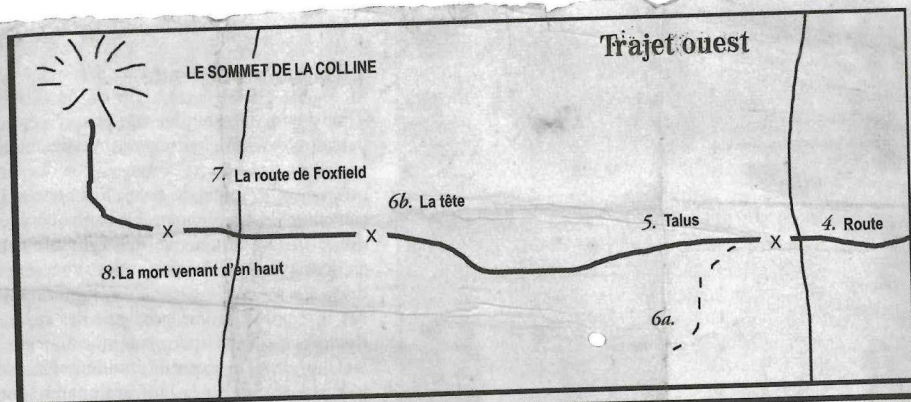 Trajet ouest
LE SOMMET DE LA COLLINE
7. La route de Foxfield
6b. La tête
5. Talus
4. Route
X
X
X
8. La mort venant d'en haut
6a.